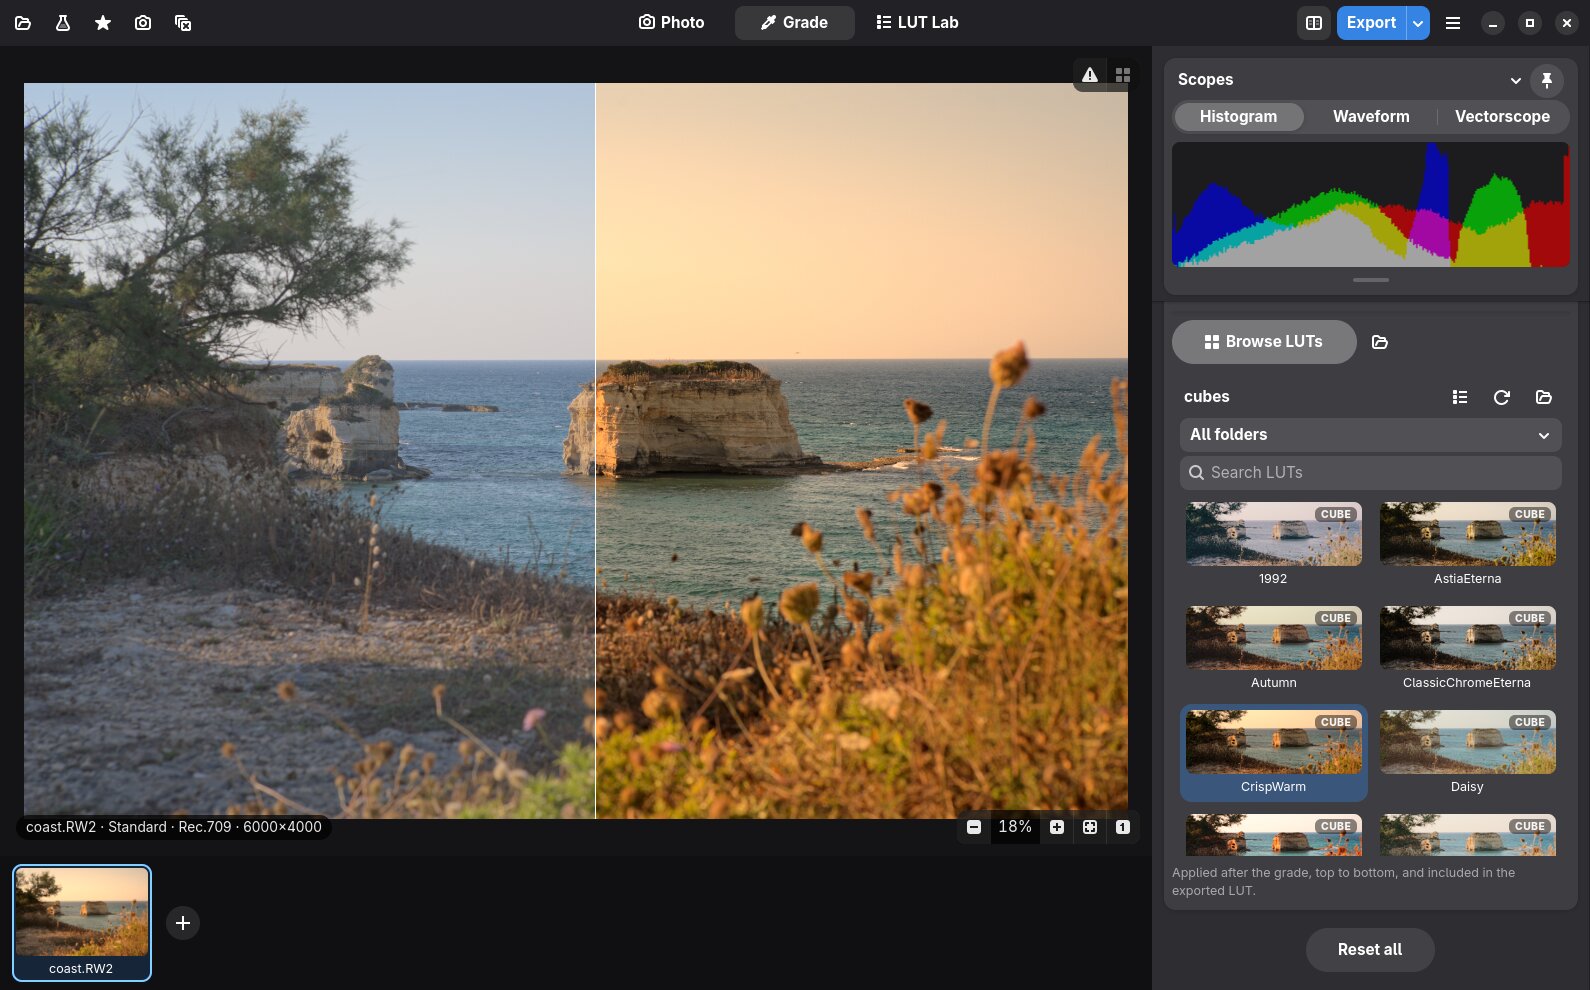 Photo
Grade
LUT Lab
Export
Scopes
Histogram
Waveform
Vectorscope
Browse LUTs
cubes
All folders
Search LUTs
CUBE
CUBE
1992
AstiaEterna
CUBE
CUBE
Autumn
ClassicChromeEterna
CUBE
CUBE
CrispWarm
Daisy
CUBE
CUBE
Applied after the grade, top to bottom, and included in the
exported LUT.
Reset all
coast.RW2 · Standard · Rec.709 · 6000×4000
18%
1
coast.RW2